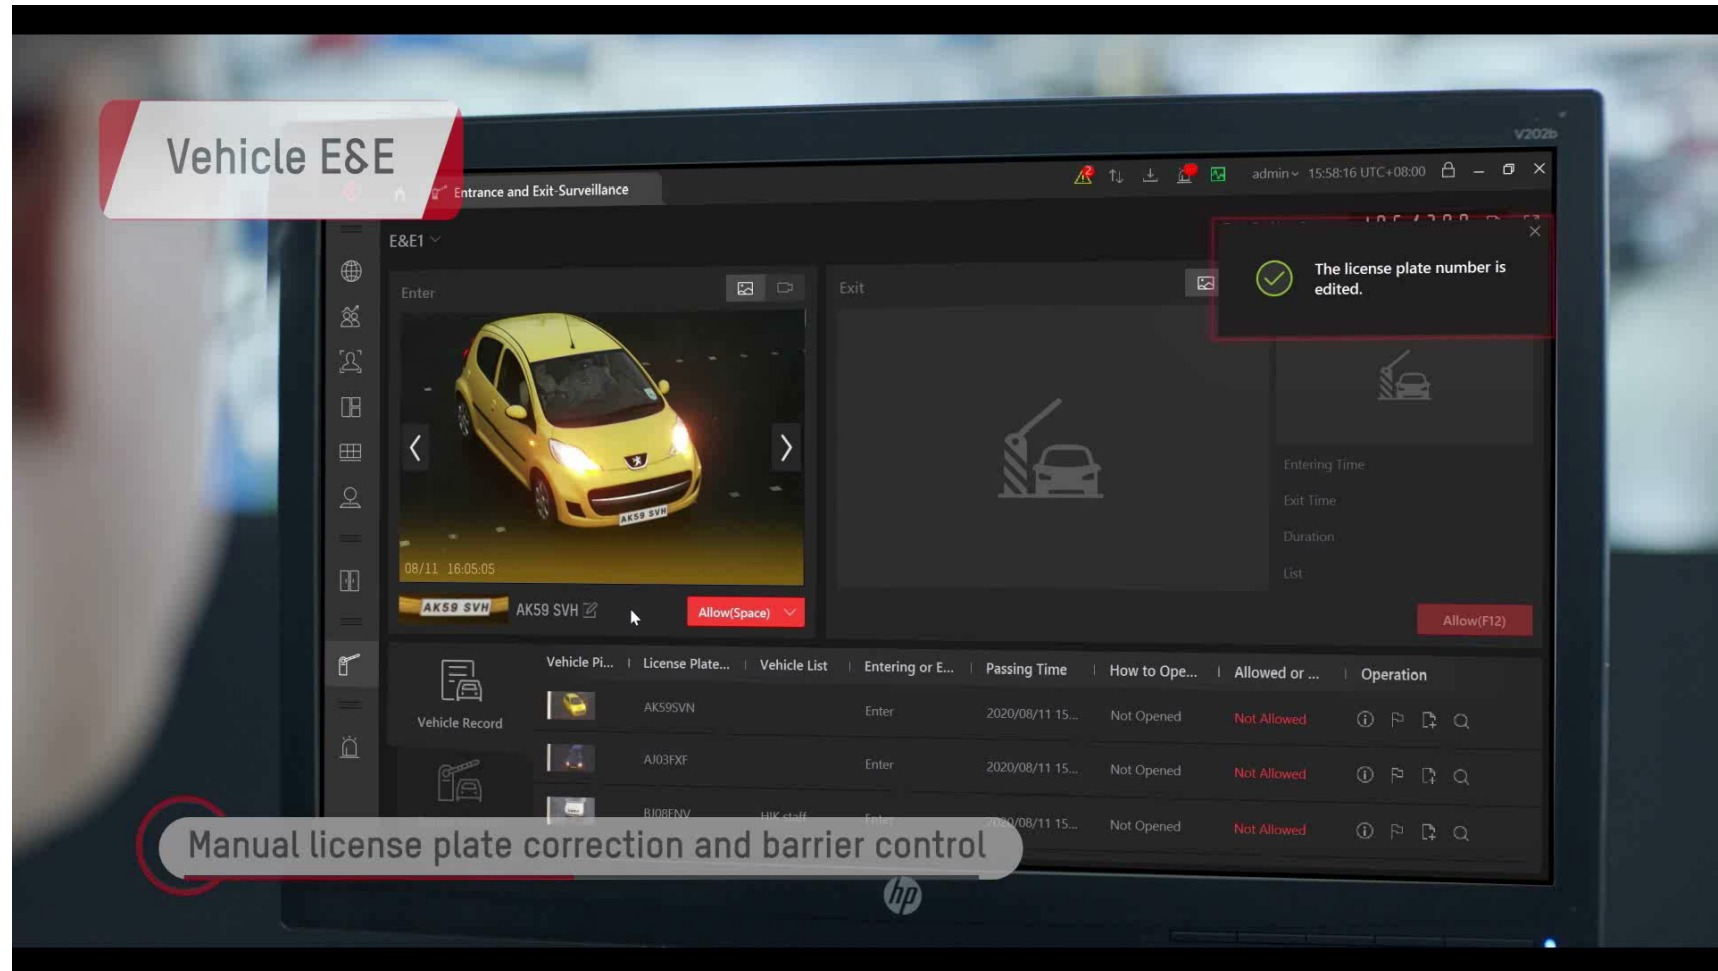 Vehicle E&E
V202b
Entrance and Exit-Surveillance
2
admin
15:58:16 UTC+08:00
E&E1
The license plate number is
edited.
Enter
Exit
AK59 SVH
08/11 16:05:05
AK59 SVH
AK59 SVH
Allow(Space)
Entering Time
Exit Time
Duration
List
Allow(F12)
Vehicle Record
Vehicle Pi... License Plate... Vehicle List Entering or E... Passing Time How to Ope... Allowed or ... Operation
AK59SVN Enter 2020/08/11 15... Not Opened Not Allowed
AJ03FXF Enter 2020/08/11 15... Not Opened Not Allowed
BJ08FNV HIK staff Enter 2020/08/11 15... Not Opened Not Allowed
Manual license plate correction and barrier control
hp